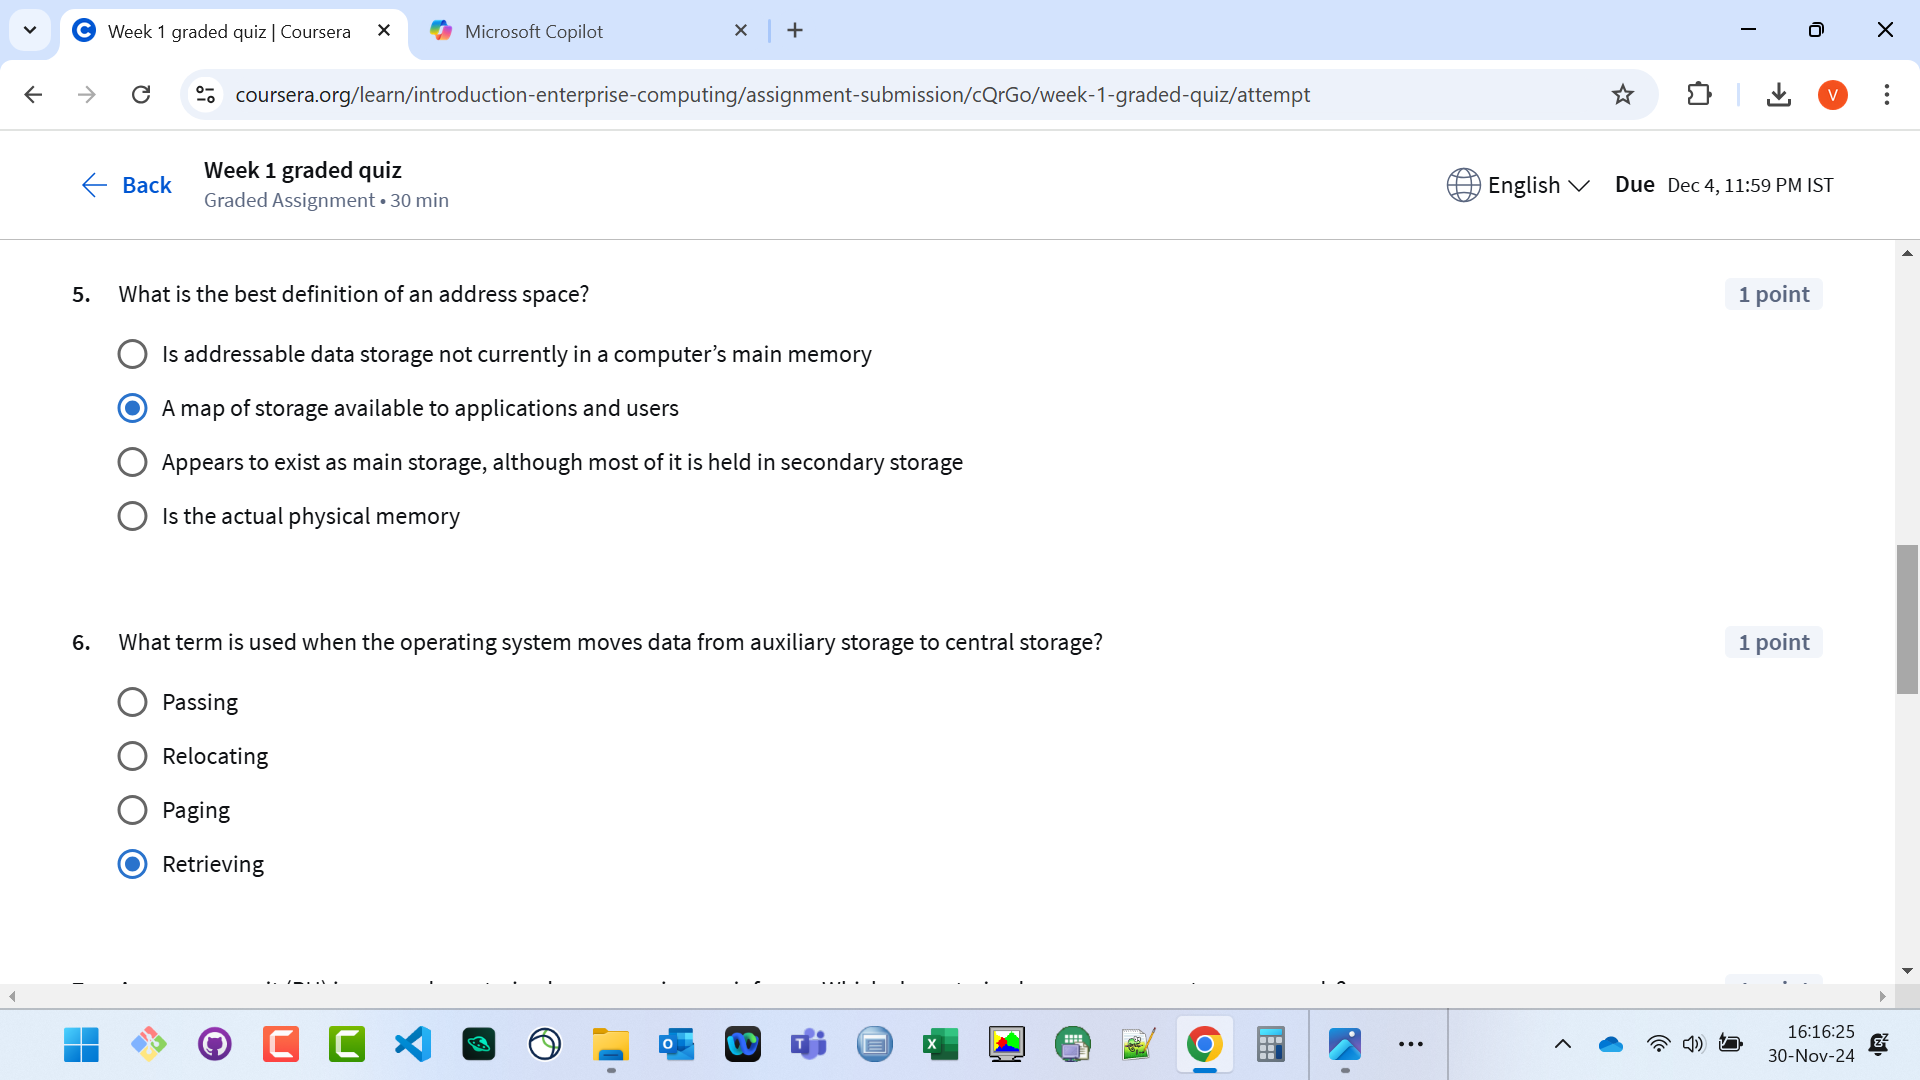 Week 1 graded quiz | Coursera
Microsoft Copilot
coursera.org/learn/introduction-enterprise-computing/assignment-submission/cQrGo/week-1-graded-quiz/attempt
V
Back
Week 1 graded quiz
Graded Assignment • 30 min
English
Due Dec 4, 11:59 PM IST
5. What is the best definition of an address space?
1 point
Is addressable data storage not currently in a computer’s main memory
A map of storage available to applications and users
Appears to exist as main storage, although most of it is held in secondary storage
Is the actual physical memory
6. What term is used when the operating system moves data from auxiliary storage to central storage?
1 point
Passing
Relocating
Paging
Retrieving
16:16:25
30-Nov-24